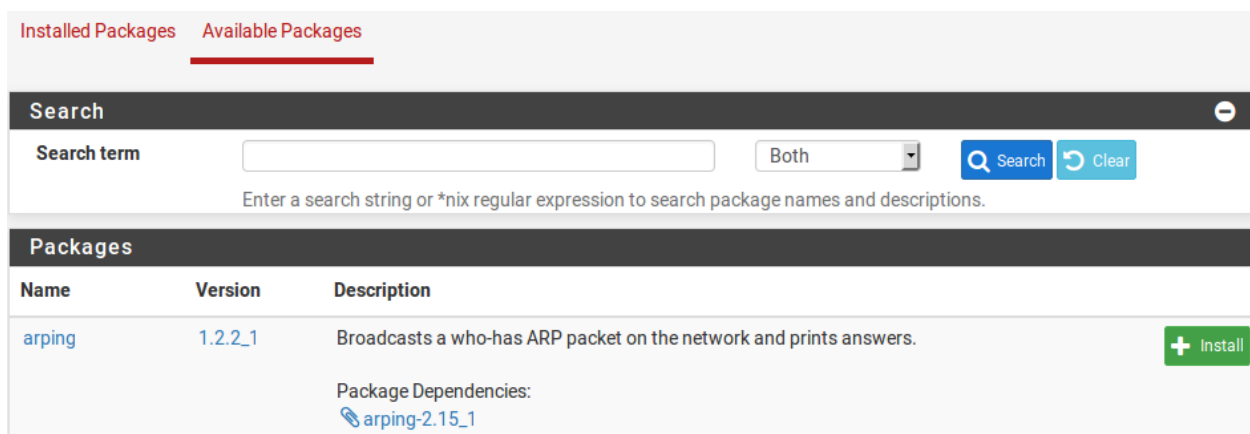 Installed Packages Available Packages
Search
Search term Both Search Clear
Enter a search string or *nix regular expression to search package names and descriptions.
Packages
Name Version Description
arping 1.2.2_1 Broadcasts a who-has ARP packet on the network and prints answers. Install
Package Dependencies:
arping-2.15_1